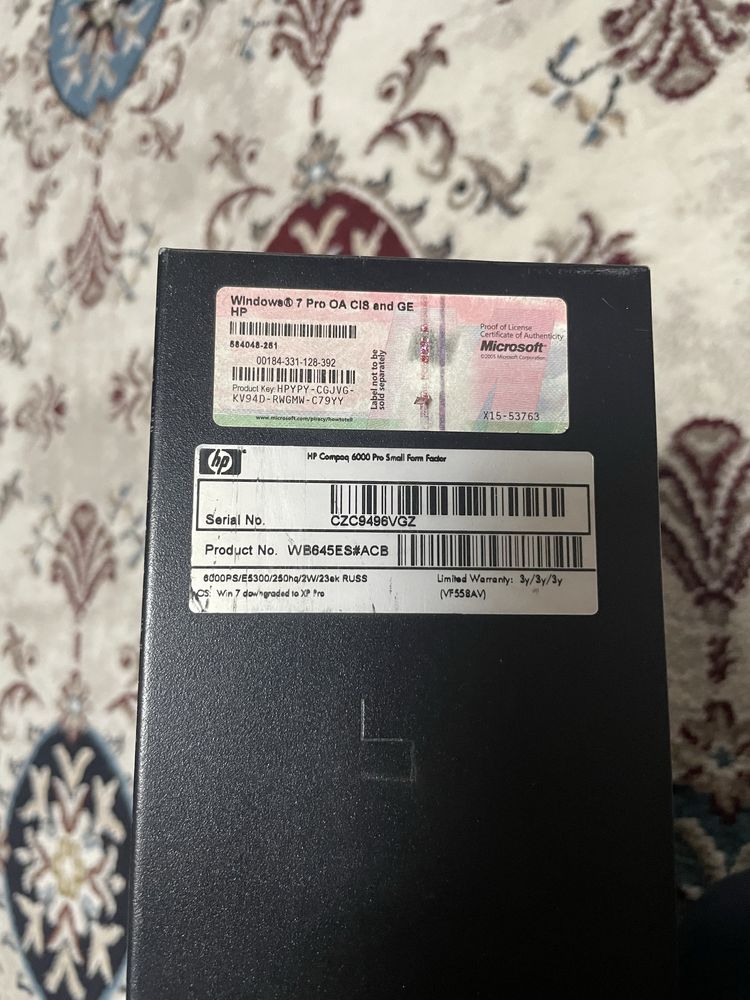 Windows® 7 Pro OA CIS and GE
HP
584048-251
00184-331-128-392
Product Key: HPYPY-CGJVG-
KV94D-RWGMW-C79YY
www.microsoft.com/piracy/howtotell
Label not to be
sold separately
Proof of License
Certificate of Authenticity
Microsoft
©2005 Microsoft Corporation
X15-53763
hp
HP Compaq 6000 Pro Small Form Factor
Serial No. CZC9496VGZ
Product No. WB645ES#ACB
6000PS/E5300/250hq/2W/23ek RUSS
Limited Warranty: 3y/3y/3y
OS: Win 7 downgraded to XP Pro
(VF558AV)